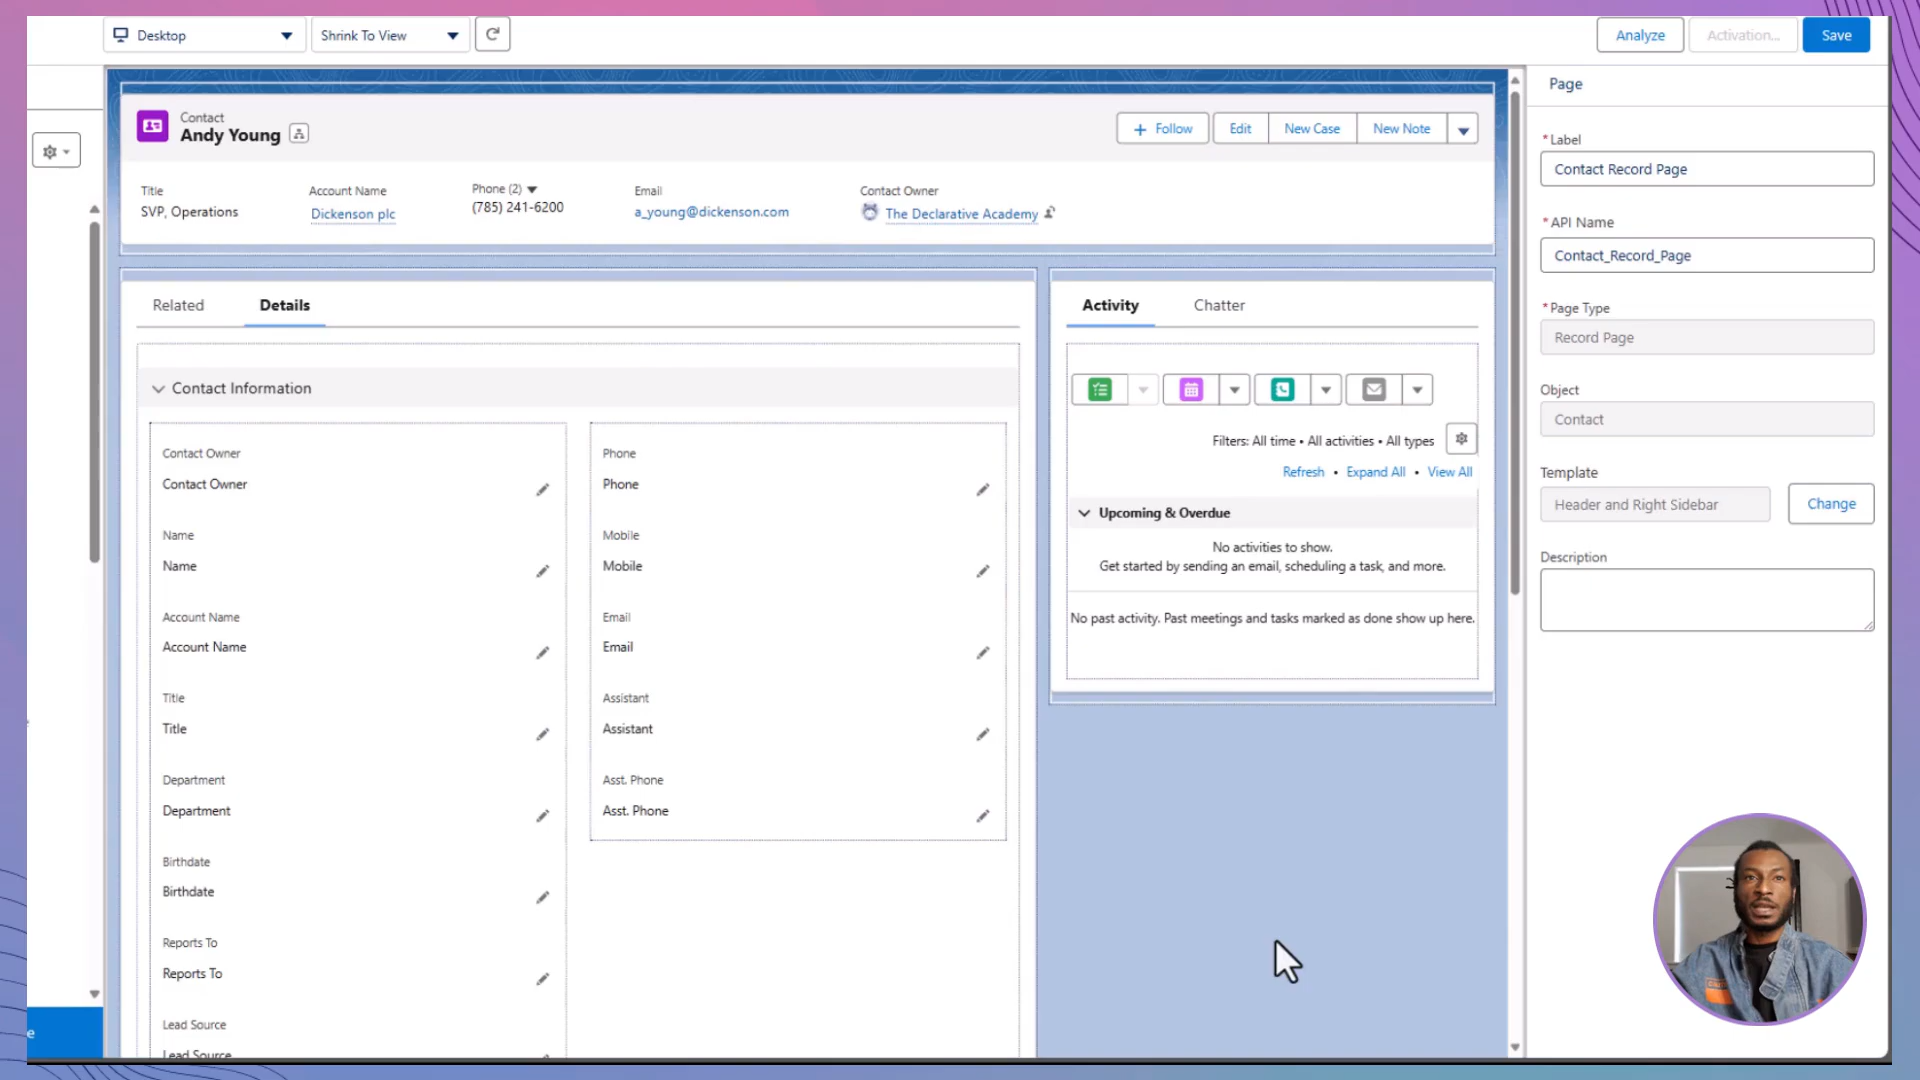 Desktop
Shrink To View
Analyze
Activation...
Save
Contact
Andy Young
Follow
Edit
New Case
New Note
Title
SVP, Operations
Account Name
Dickenson plc
Phone (2)
(785) 241-6200
Email
a_young@dickenson.com
Contact Owner
The Declarative Academy
Related
Details
Contact Information
Contact Owner
Contact Owner
Name
Name
Account Name
Account Name
Title
Title
Department
Department
Birthdate
Birthdate
Reports To
Reports To
Lead Source
Lead Source
Phone
Phone
Mobile
Mobile
Email
Email
Assistant
Assistant
Asst. Phone
Asst. Phone
Activity
Chatter
Filters: All time • All activities • All types
Refresh • Expand All • View All
Upcoming & Overdue
No activities to show.
Get started by sending an email, scheduling a task, and more.
No past activity. Past meetings and tasks marked as done show up here.
Page
*Label
Contact Record Page
*API Name
Contact_Record_Page
*Page Type
Record Page
Object
Contact
Template
Header and Right Sidebar
Change
Description
e